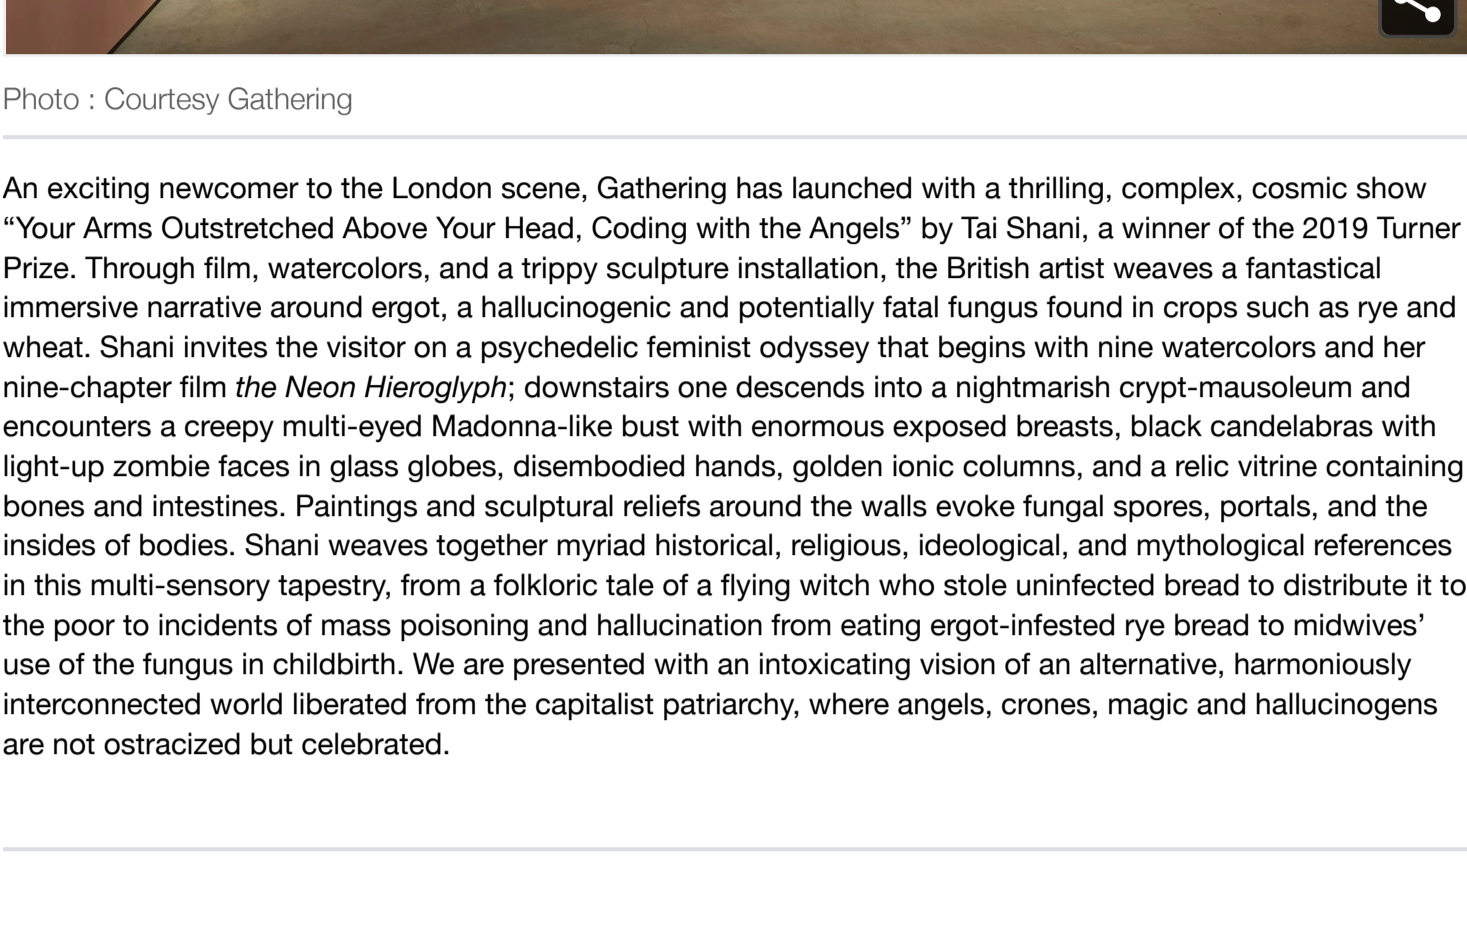 Photo : Courtesy Gathering
An exciting newcomer to the London scene, Gathering has launched with a thrilling, complex, cosmic show
“Your Arms Outstretched Above Your Head, Coding with the Angels” by Tai Shani, a winner of the 2019 Turner
Prize. Through film, watercolors, and a trippy sculpture installation, the British artist weaves a fantastical
immersive narrative around ergot, a hallucinogenic and potentially fatal fungus found in crops such as rye and
wheat. Shani invites the visitor on a psychedelic feminist odyssey that begins with nine watercolors and her
nine-chapter film the Neon Hieroglyph; downstairs one descends into a nightmarish crypt-mausoleum and
encounters a creepy multi-eyed Madonna-like bust with enormous exposed breasts, black candelabras with
light-up zombie faces in glass globes, disembodied hands, golden ionic columns, and a relic vitrine containing
bones and intestines. Paintings and sculptural reliefs around the walls evoke fungal spores, portals, and the
insides of bodies. Shani weaves together myriad historical, religious, ideological, and mythological references
in this multi-sensory tapestry, from a folkloric tale of a flying witch who stole uninfected bread to distribute it to
the poor to incidents of mass poisoning and hallucination from eating ergot-infested rye bread to midwives’
use of the fungus in childbirth. We are presented with an intoxicating vision of an alternative, harmoniously
interconnected world liberated from the capitalist patriarchy, where angels, crones, magic and hallucinogens
are not ostracized but celebrated.